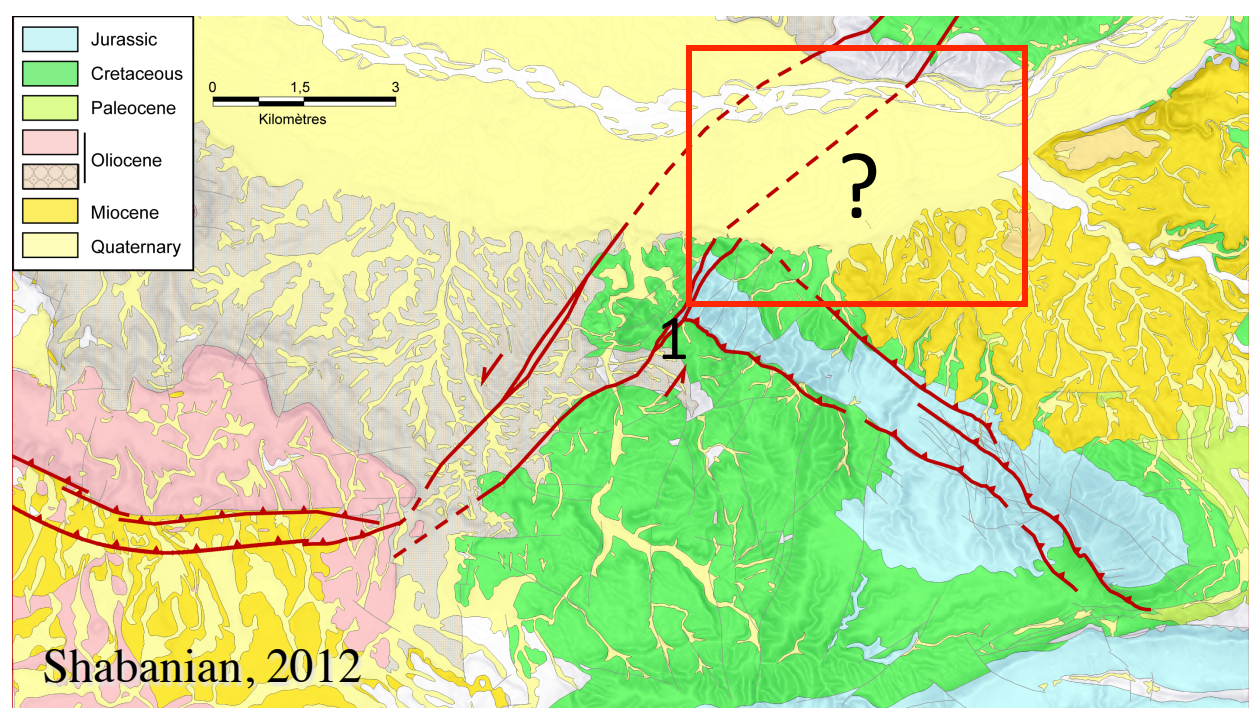 Jurassic
Cretaceous
Paleocene
Oliocene
Miocene
Quaternary
0 1,5 3
Kilomètres
?
1
Shabanian, 2012